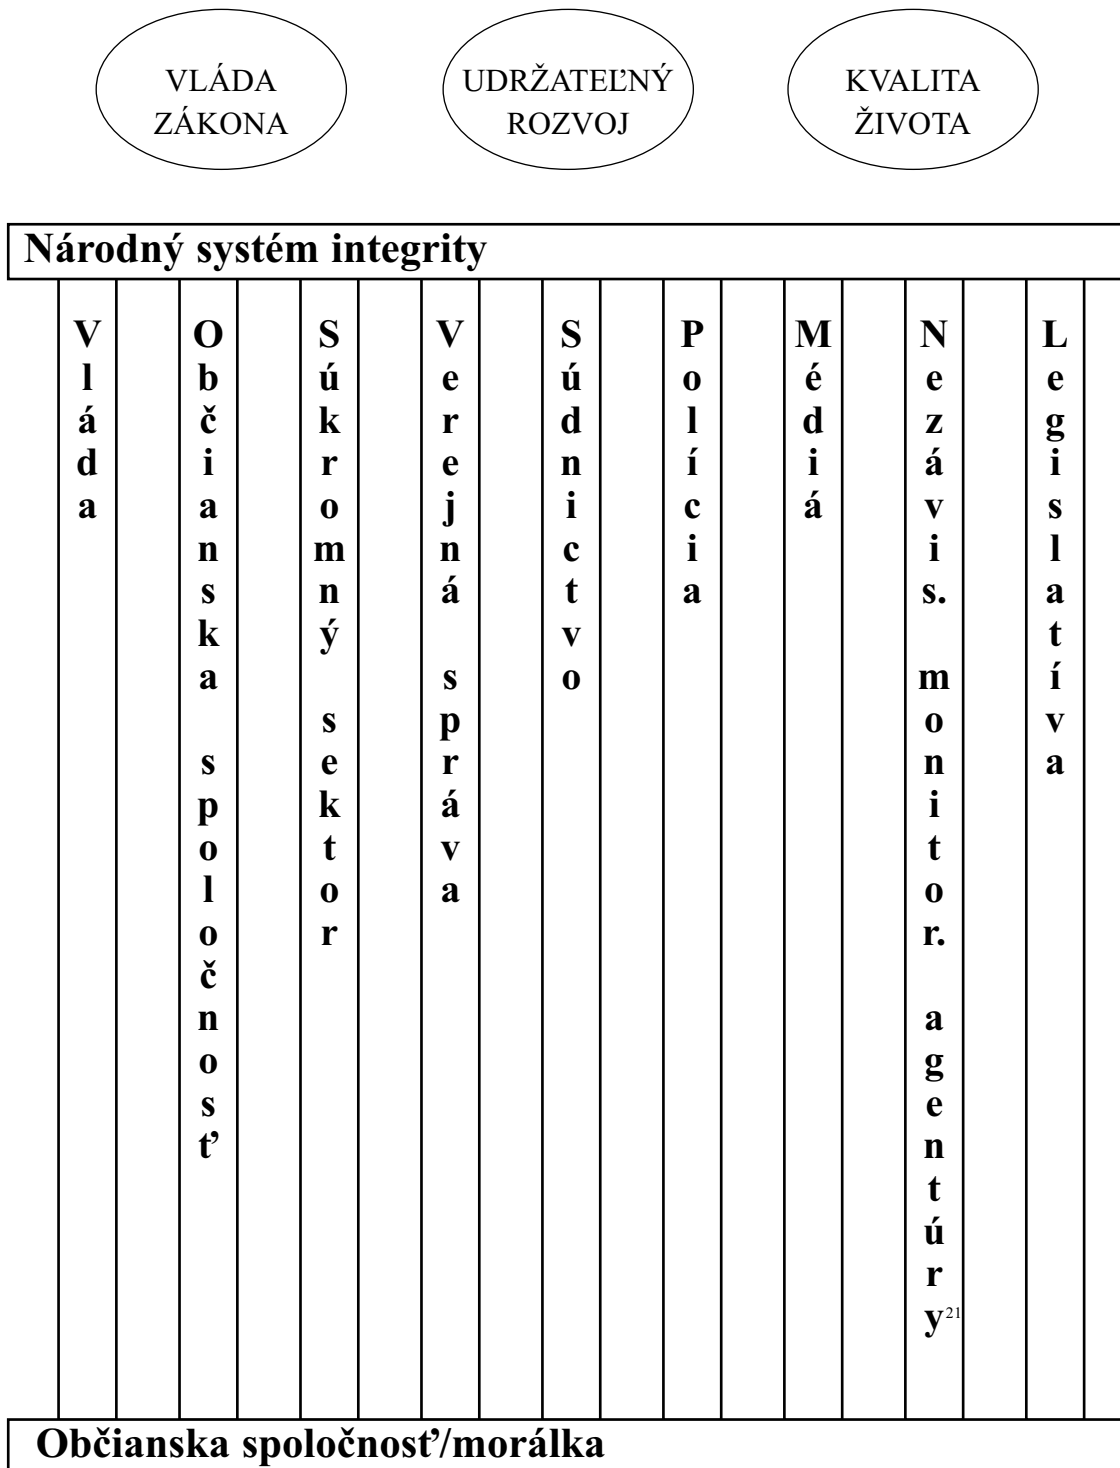 VLÁDA
ZÁKONA
UDRŽATEĽNÝ
ROZVOJ
KVALITA
ŽIVOTA
Národný systém integrity
Vláda
Občianska spoločnosť
Súkromný sektor
Verejná správa
Súdnictvo
Polícia
Médiá
Nezávis. monitor. agentúry21
Legislatíva
Občianska spoločnosť/morálka